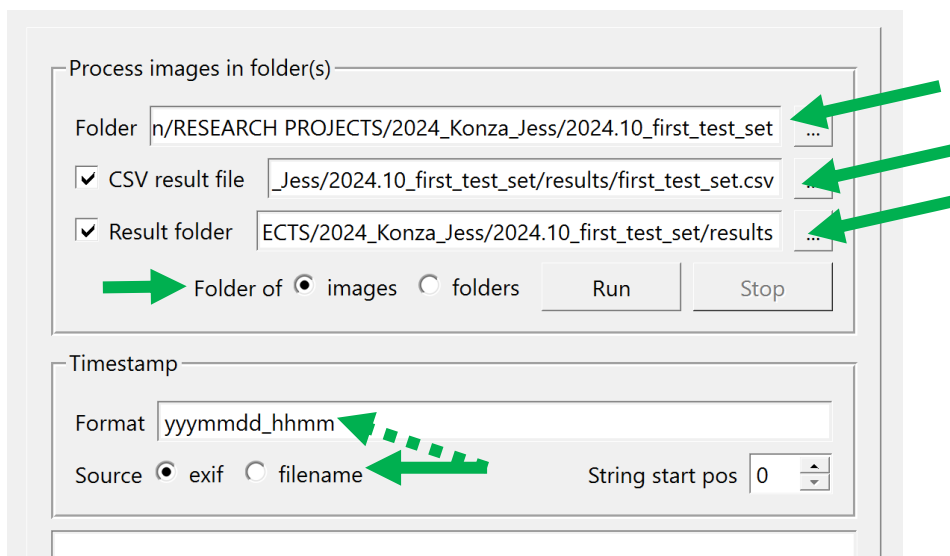 Process images in folder(s)
Folder n/RESEARCH PROJECTS/2024_Konza_Jess/2024.10_first_test_set ...
CSV result file _Jess/2024.10_first_test_set/results/first_test_set.csv ...
Result folder ECTS/2024_Konza_Jess/2024.10_first_test_set/results ...
Folder of images folders Run Stop
Timestamp
Format yyymmdd_hhmm
Source exif filename String start pos 0